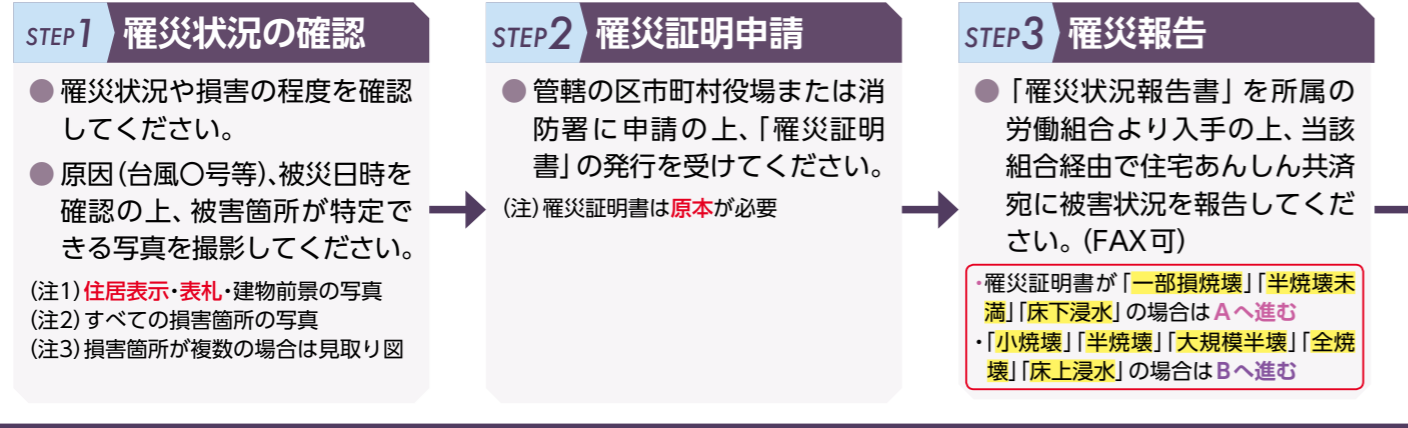 STEP1 罹災状況の確認
●罹災状況や損害の程度を確認
してください。
●原因(台風〇号等)、被災日時を
確認の上、被害箇所が特定で
きる写真を撮影してください。
(注1)住居表示・表札・建物前景の写真
(注2)すべての損害箇所の写真
(注3)損害箇所が複数の場合は見取り図
STEP2 罹災証明申請
●管轄の区市町村役場または消
防署に申請の上、「罹災証明
書」の発行を受けてください。
(注)罹災証明書は原本が必要
STEP3 罹災報告
●「罹災状況報告書」を所属の
労働組合より入手の上、当該
組合経由で住宅あんしん共済
宛に被害状況を報告してくだ
さい。(FAX可)
・罹災証明書が「一部損焼壊」「半焼壊未
満」「床下浸水」の場合はAへ進む
・「小焼壊」「半焼壊」「大規模半壊」「全焼
壊」「床上浸水」の場合はBへ進む